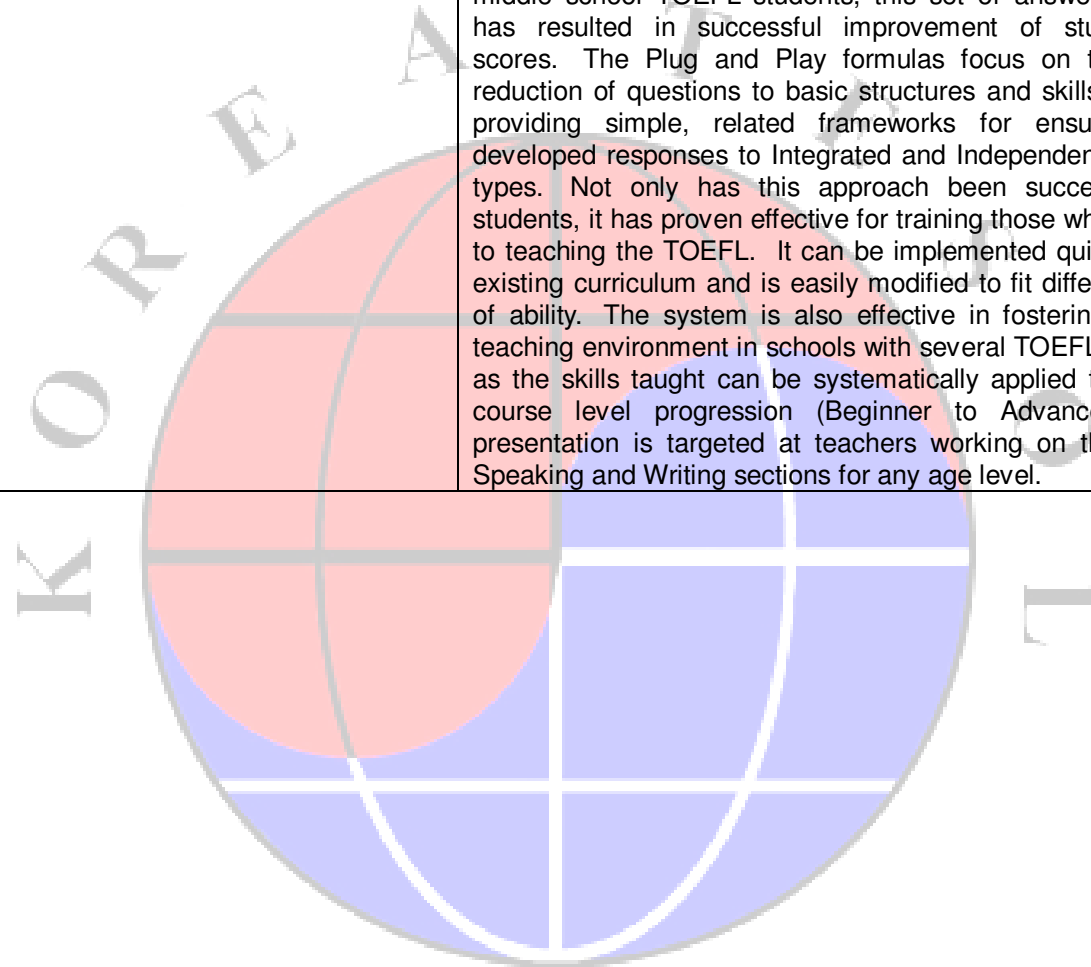 middle school TOEFL students, this set of answer
has resulted in successful improvement of stu
scores. The Plug and Play formulas focus on t
reduction of questions to basic structures and skills
providing simple, related frameworks for ensu
developed responses to Integrated and Independen
types. Not only has this approach been succe
students, it has proven effective for training those wh
to teaching the TOEFL. It can be implemented qui
existing curriculum and is easily modified to fit diffe
of ability. The system is also effective in fosterin
teaching environment in schools with several TOEFL
as the skills taught can be systematically applied t
course level progression (Beginner to Advanc
presentation is targeted at teachers working on th
Speaking and Writing sections for any age level.
KOREA TESOL